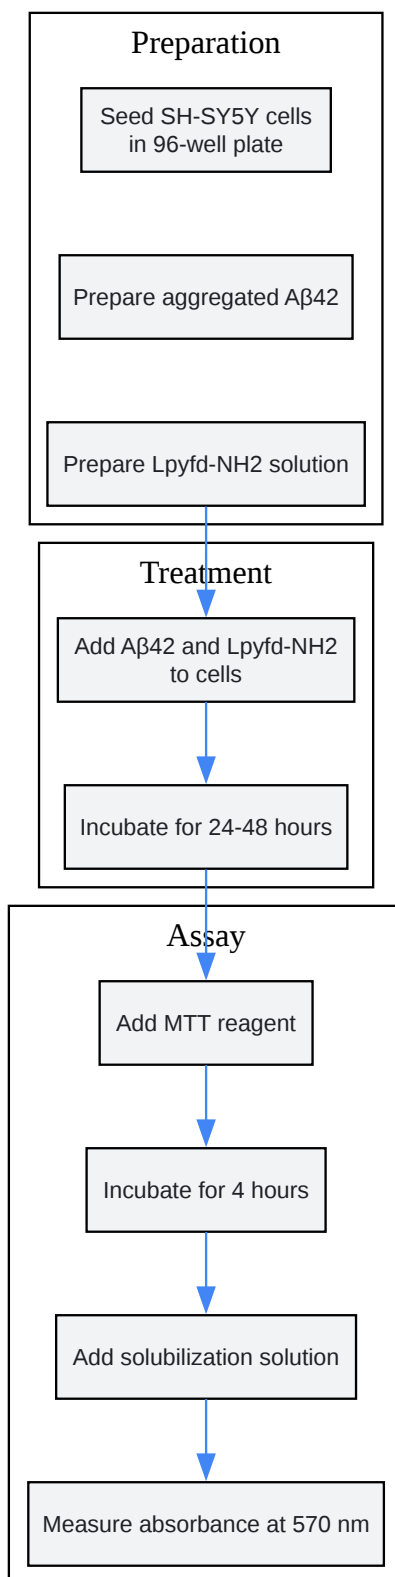 Preparation
Seed SH-SY5Y cells
in 96-well plate
Prepare aggregated Aβ42
Prepare Lpyfd-NH2 solution
Treatment
Add Aβ42 and Lpyfd-NH2
to cells
Incubate for 24-48 hours
Assay
Add MTT reagent
Incubate for 4 hours
Add solubilization solution
Measure absorbance at 570 nm